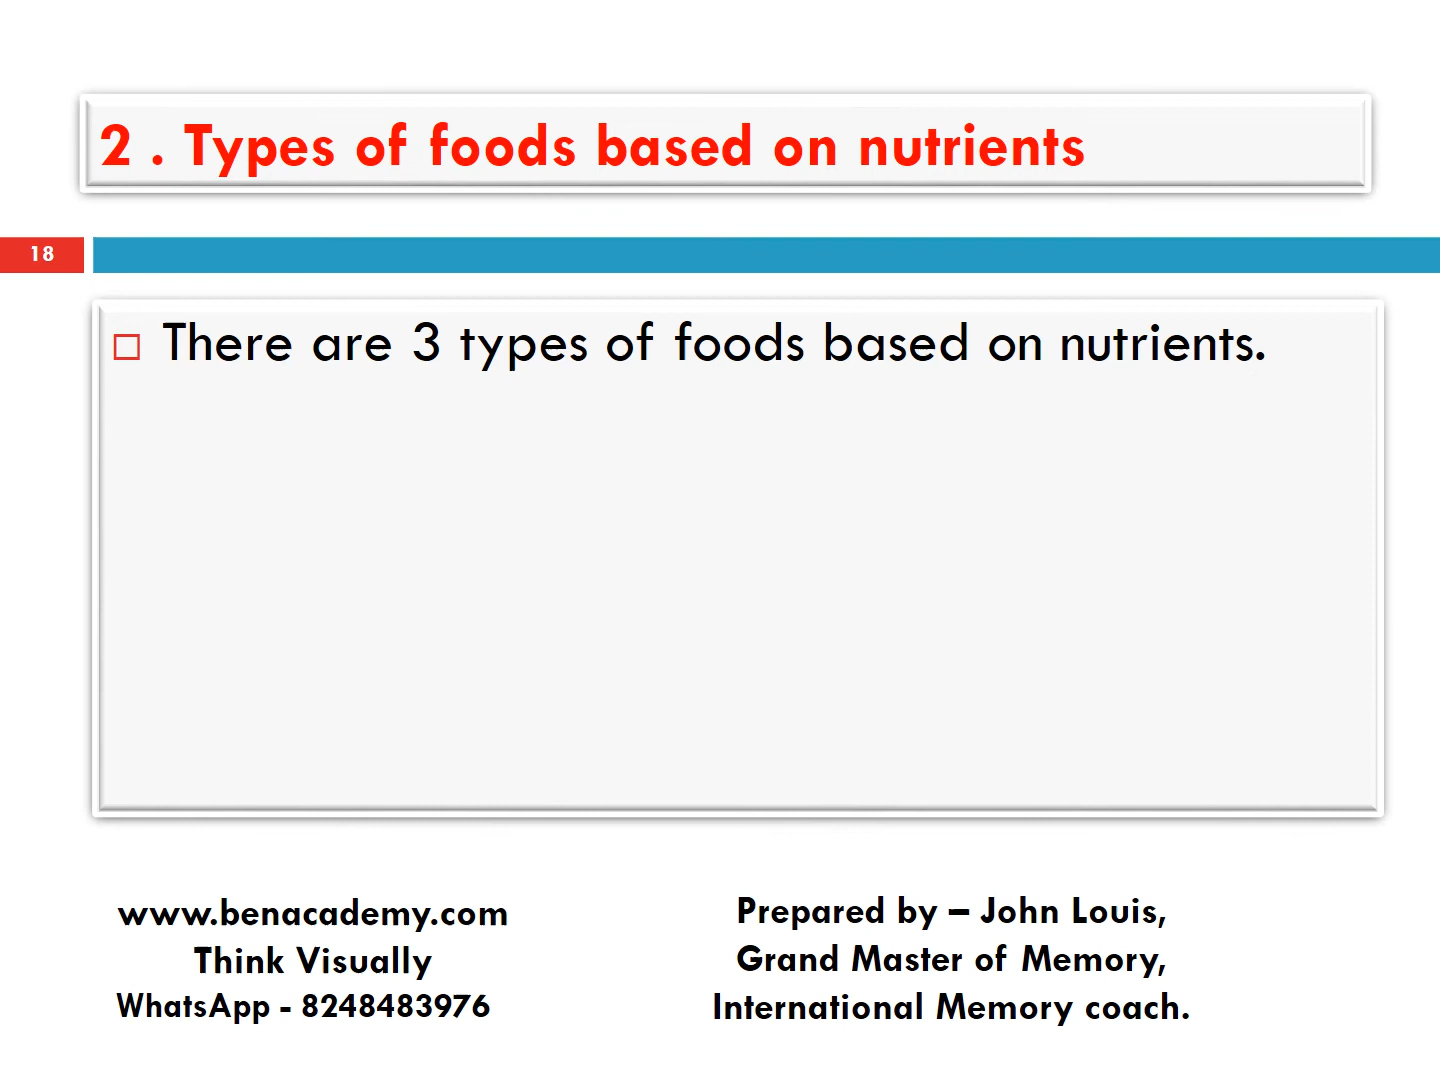 2 . Types of foods based on nutrients
18
There are 3 types of foods based on nutrients.
www.benacademy.com
Think Visually
WhatsApp - 8248483976
Prepared by – John Louis,
Grand Master of Memory,
International Memory coach.